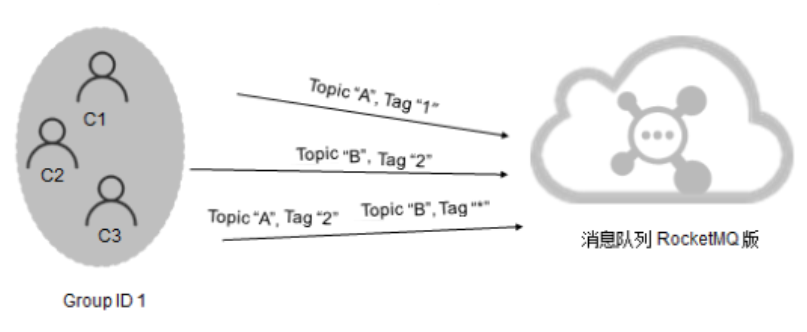 C1
C2
C3
Group ID 1
Topic “A”, Tag “1”
Topic “B”, Tag “2”
Topic “A”, Tag “2” Topic “B”, Tag “*”
消息队列 RocketMQ 版